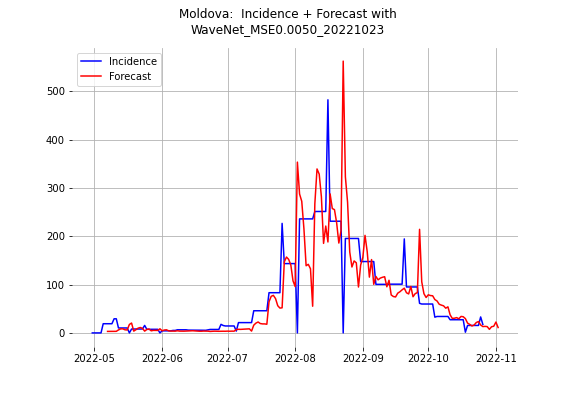 Moldova:  Incidence + Forecast with
WaveNet_MSE0.0050_20221023
Incidence
Forecast
500
400
300
200
100
0
2022-05 2022-06 2022-07 2022-08 2022-09 2022-10 2022-11